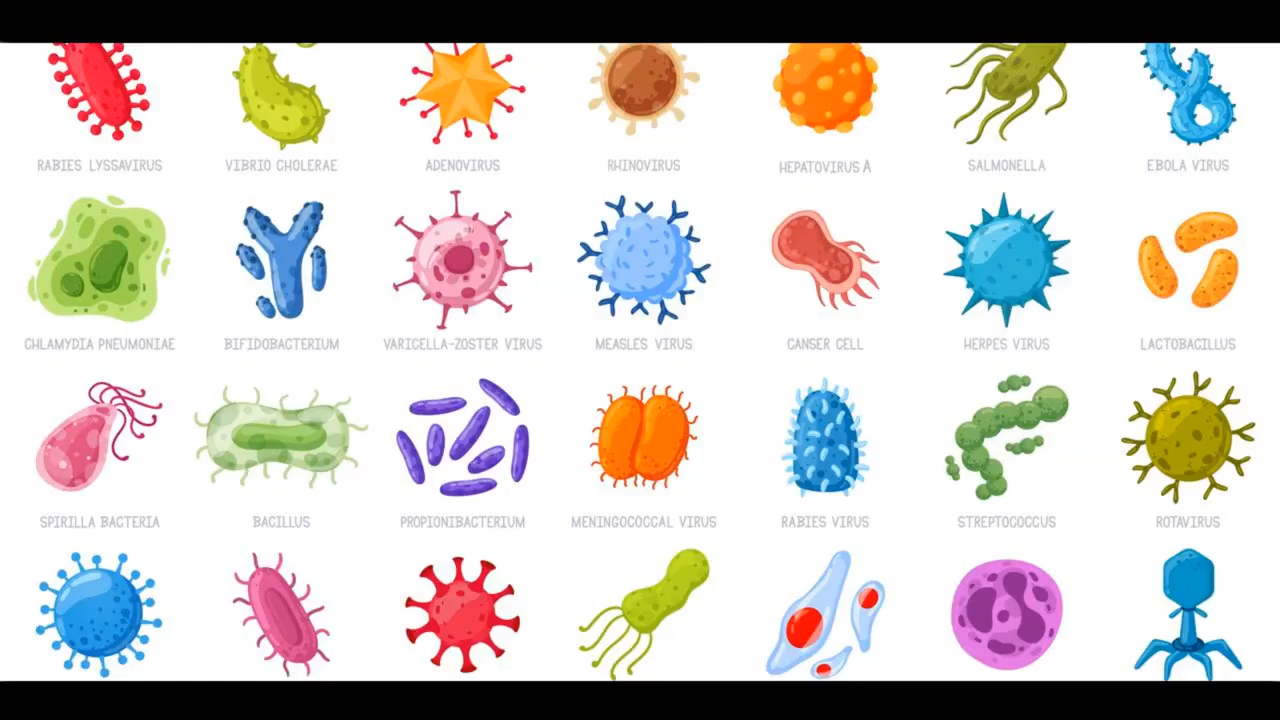 RABIES LYSSAVIRUS
VIBRIO CHOLERAE
ADENOVIRUS
RHINOVIRUS
HEPATOVIRUS A
SALMONELLA
EBOLA VIRUS
CHLAMYDIA PNEUMONIAE
BIFIDOBACTERIUM
VARICELLA-ZOSTER VIRUS
MEASLES VIRUS
CANSER CELL
HERPES VIRUS
LACTOBACILLUS
SPIRILLA BACTERIA
BACILLUS
PROPIONIBACTERIUM
MENINGOCOCCAL VIRUS
RABIES VIRUS
STREPTOCOCCUS
ROTAVIRUS